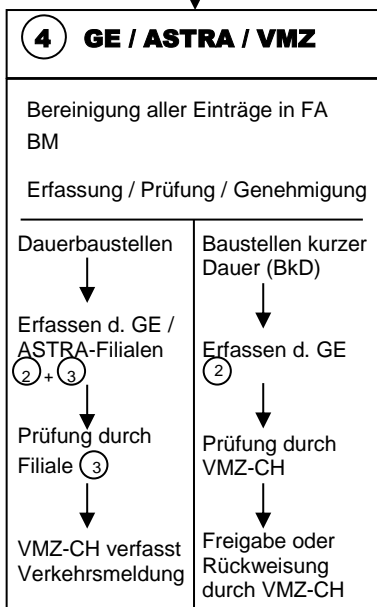 4 GE / ASTRA / VMZ
Bereinigung aller Einträge in FA
BM
Erfassung / Prüfung / Genehmigung
Dauerbaustellen
Erfassen d. GE /
ASTRA-Filialen
2 + 3
Prüfung durch
Filiale 3
VMZ-CH verfasst
Verkehrsmeldung
Baustellen kurzer
Dauer (BkD)
Erfassen d. GE
2
Prüfung durch
VMZ-CH
Freigabe oder
Rückweisung
durch VMZ-CH